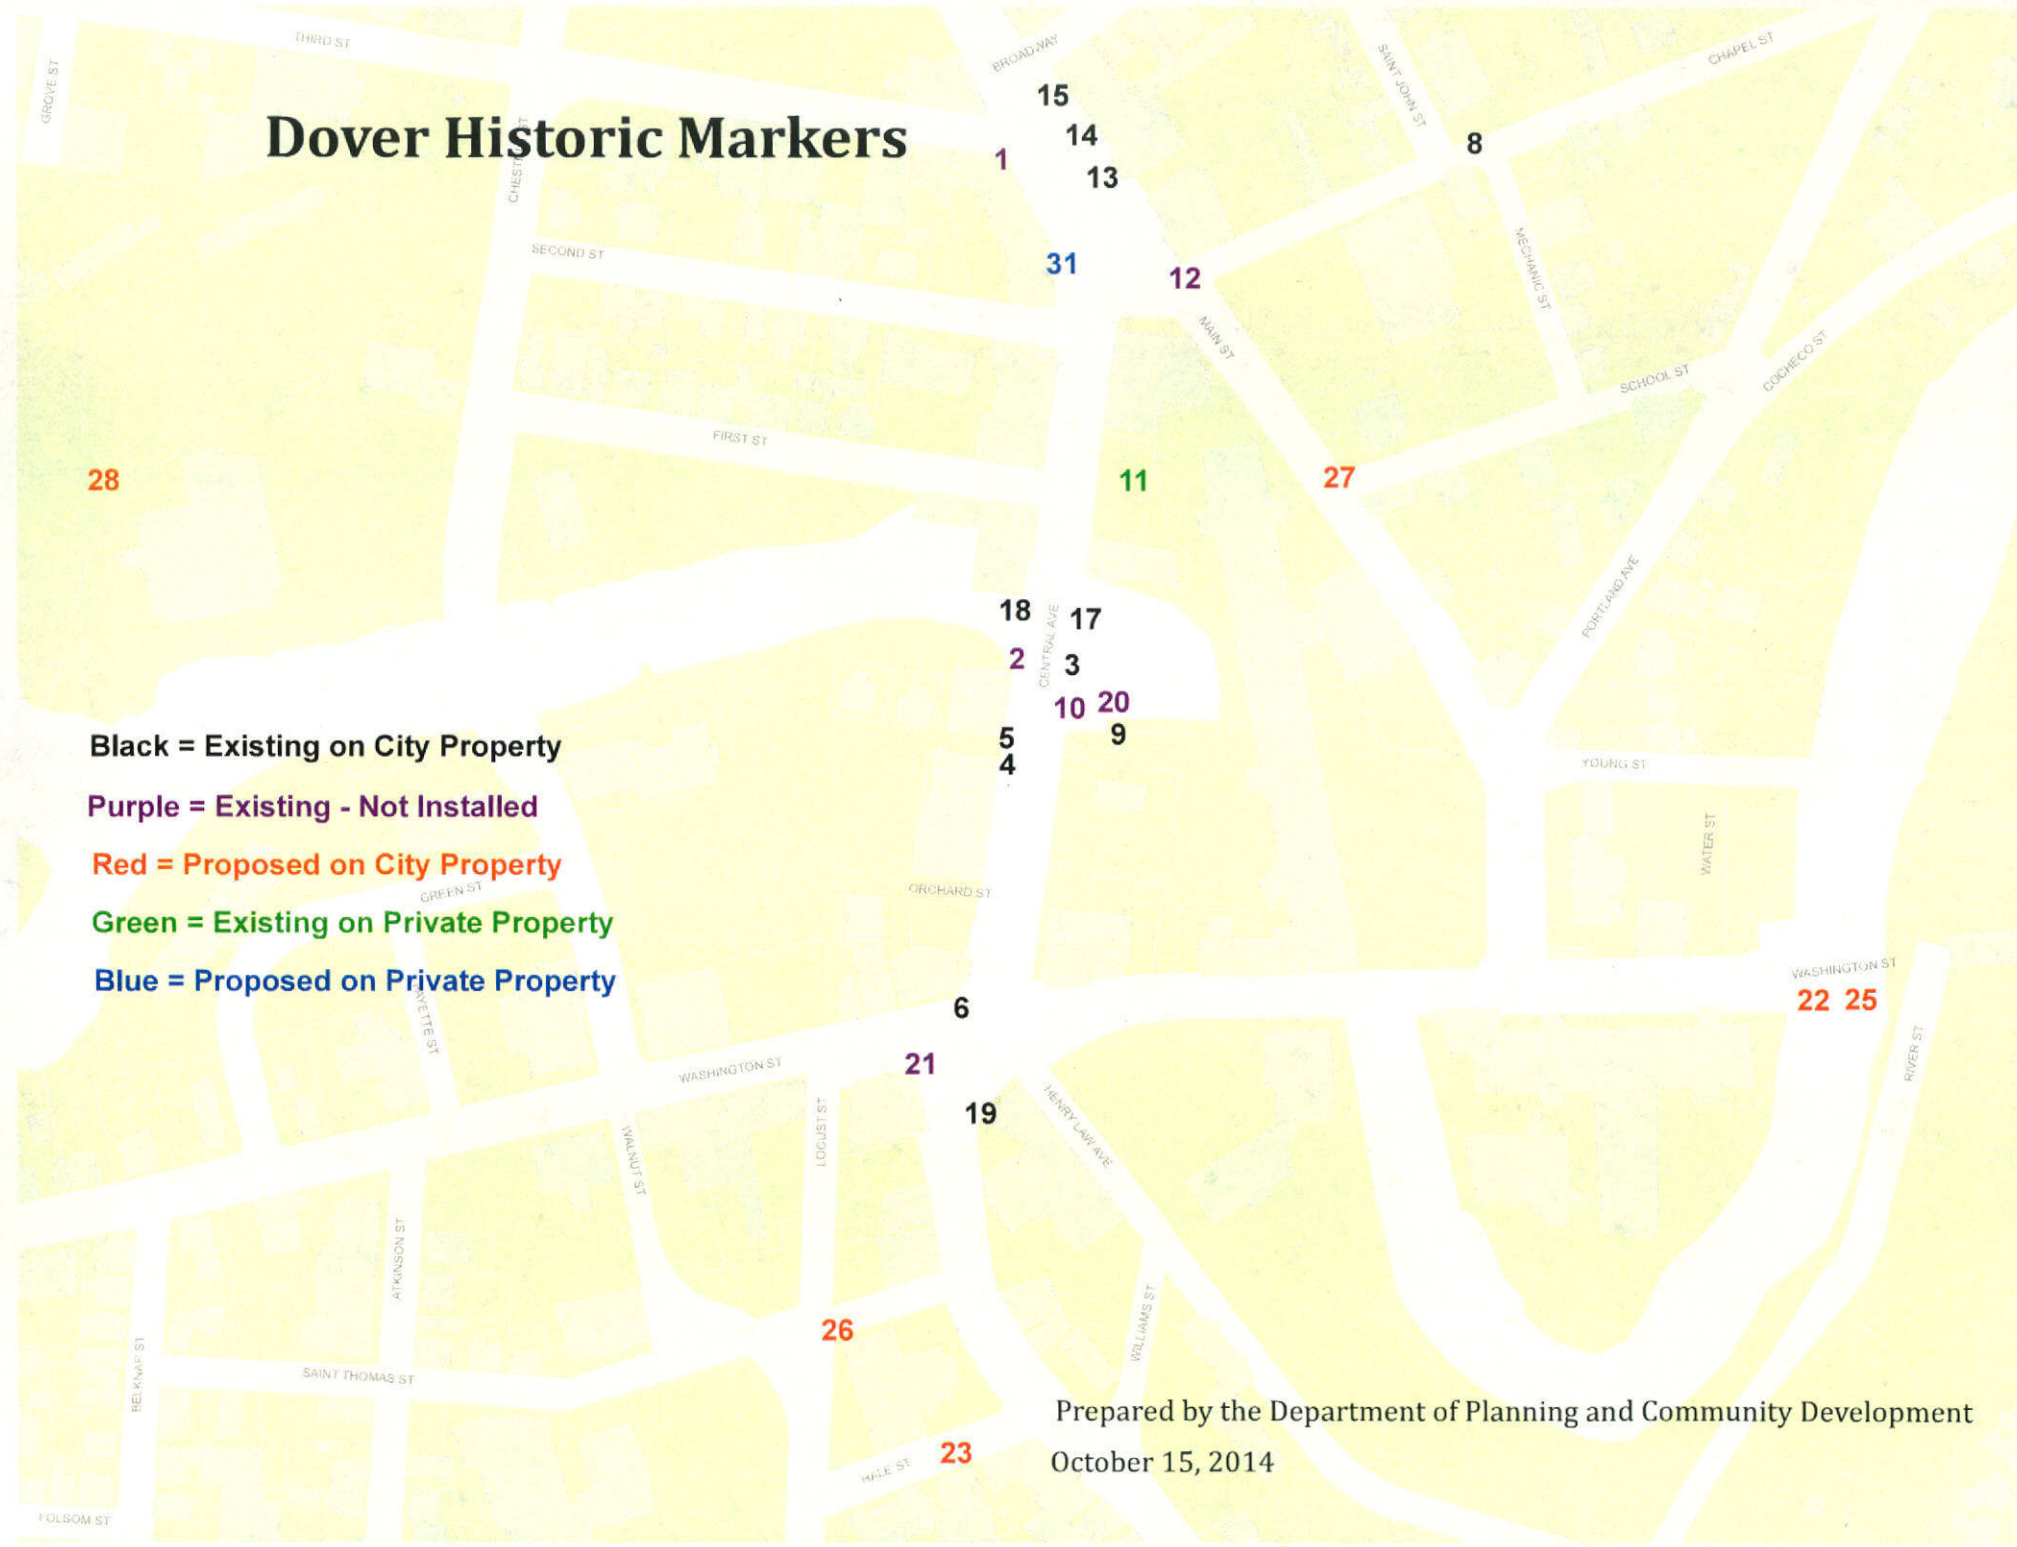 THIRD ST
BROADWAY
GROVE ST
SAINT JOHN ST
CHAPEL ST
15
Dover Historic Markers
14
8
1
13
SECOND ST
31
12
MECHANIC ST
MAIN ST
SCHOOL ST
COCHECO ST
FIRST ST
28
11
27
PORTLAND AVE
18
17
CENTRAL AVE
2
3
10
20
5
9
4
Black = Existing on City Property
YOUNG ST
Purple = Existing - Not Installed
WATER ST
Red = Proposed on City Property
GREEN ST
ORCHARD ST
Green = Existing on Private Property
Blue = Proposed on Private Property
WASHINGTON ST
22
25
6
RIVER ST
WASHINGTON ST
21
19
HENRY LAW AVE
LOCUST ST
WALNUT ST
ATKINSON ST
WILLIAMS ST
26
BELKNAP ST
SAINT THOMAS ST
Prepared by the Department of Planning and Community Development
HALE ST
23
October 15, 2014
FOLSOM ST